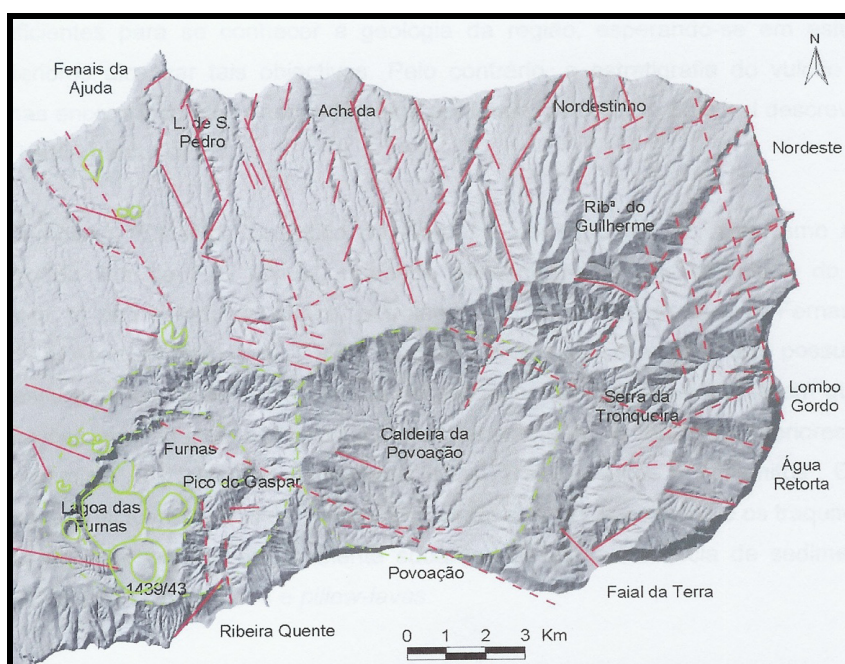 N
Fenais da
Ajuda
L. de S.
Pedro
Achada
Nordestinho
Nordeste
Ribª. do
Guilherme
Lombo
Gordo
Serra da
Tronqueira
Caldeira da
Povoação
Furnas
Pico do Gaspar
Água
Retorta
Lagoa das
Furnas
1439/43
Povoação
Faial da Terra
Ribeira Quente
0 1 2 3 Km